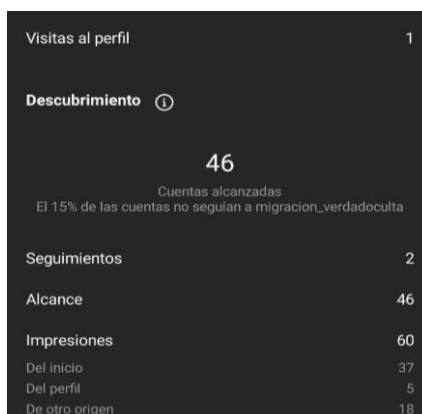 Visitas al perfil 1
Descubrimiento
46
Cuentas alcanzadas
El 15% de las cuentas no seguían a migracion_verdadoculta
Seguimientos 2
Alcance 46
Impresiones 60
Del inicio 37
Del perfil 5
De otro origen 18